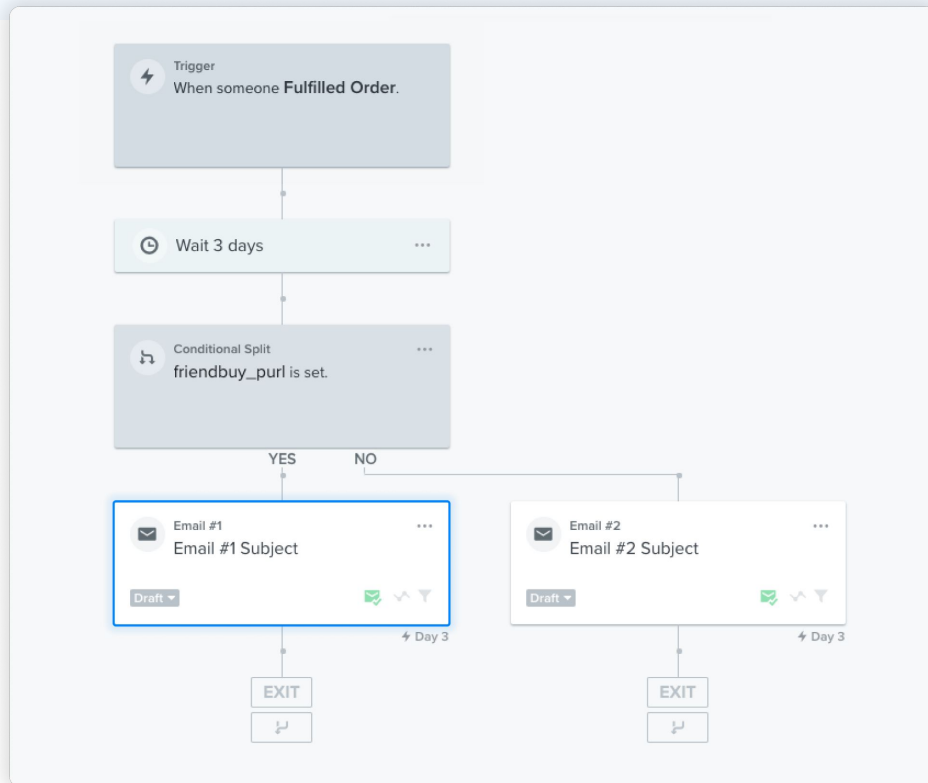 Trigger
When someone Fulfilled Order.
Wait 3 days
Conditional Split
friendbuy_purl is set.
YES
NO
Email #1
Email #1 Subject
Draft
Day 3
Email #2
Email #2 Subject
Draft
Day 3
EXIT
EXIT